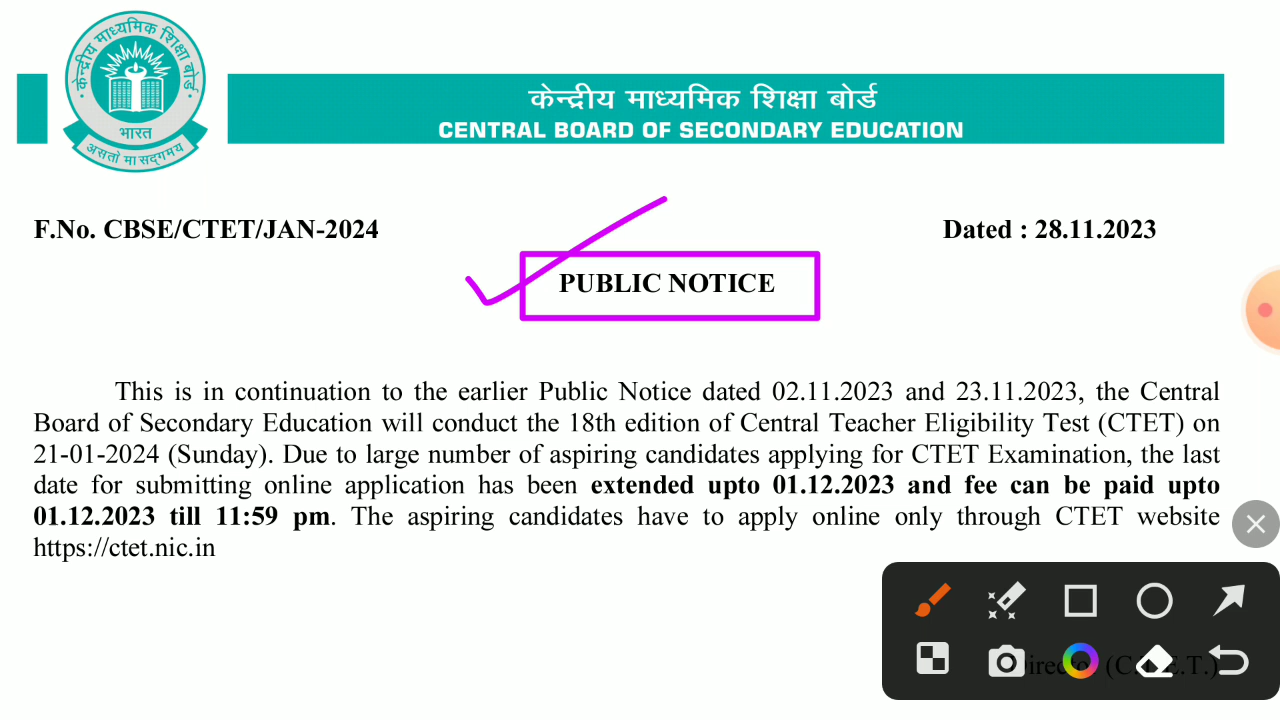 केन्द्रीय माध्यमिक शिक्षा बोर्ड
भारत
असतो मा सद्गमय
केन्द्रीय माध्यमिक शिक्षा बोर्ड
CENTRAL BOARD OF SECONDARY EDUCATION
F.No. CBSE/CTET/JAN-2024
Dated : 28.11.2023
PUBLIC NOTICE
This is in continuation to the earlier Public Notice dated 02.11.2023 and 23.11.2023, the Central
Board of Secondary Education will conduct the 18th edition of Central Teacher Eligibility Test (CTET) on
21-01-2024 (Sunday). Due to large number of aspiring candidates applying for CTET Examination, the last
date for submitting online application has been extended upto 01.12.2023 and fee can be paid upto
01.12.2023 till 11:59 pm. The aspiring candidates have to apply online only through CTET website
https://ctet.nic.in